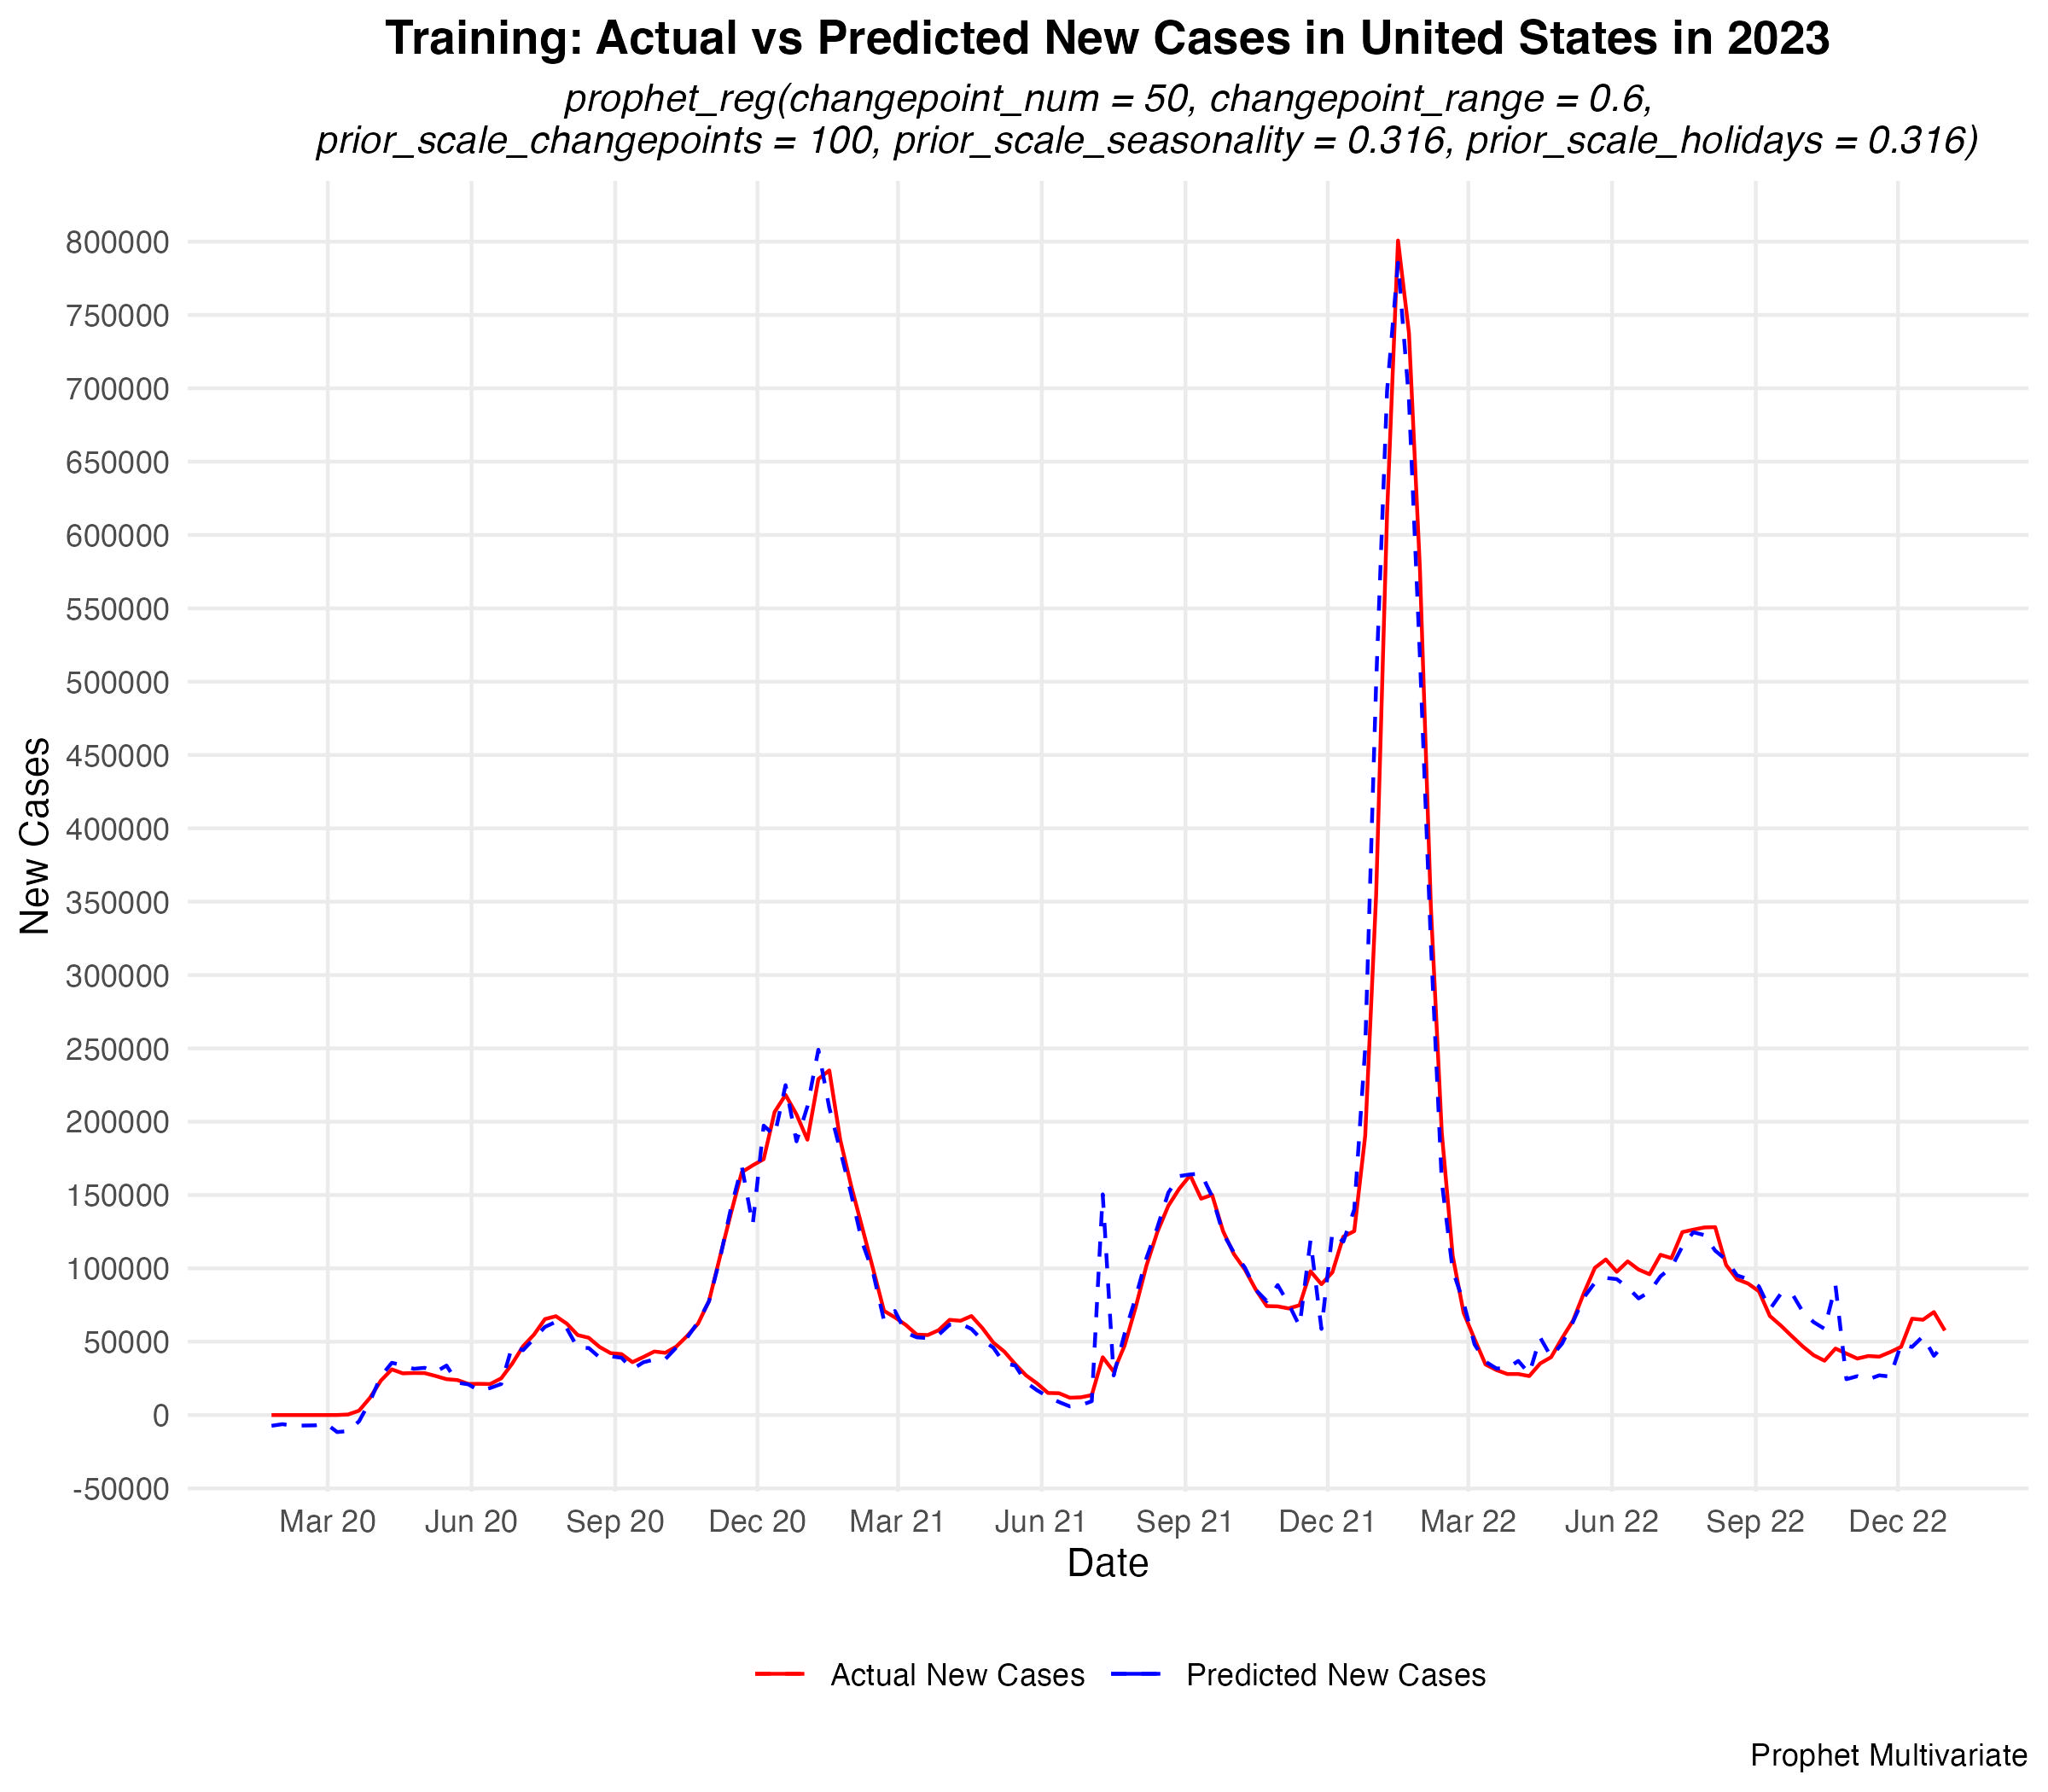 Training: Actual vs Predicted New Cases in United States in 2023
prophet_reg(changepoint_num = 50, changepoint_range = 0.6,
prior_scale_changepoints = 100, prior_scale_seasonality = 0.316, prior_scale_holidays = 0.316)
800000
750000
700000
650000
600000
550000
500000
450000
400000
350000
300000
250000
200000
150000
100000
50000
0
-50000
New Cases
Mar 20 Jun 20 Sep 20 Dec 20 Mar 21 Jun 21 Sep 21 Dec 21 Mar 22 Jun 22 Sep 22 Dec 22
Date
Actual New Cases Predicted New Cases
Prophet Multivariate